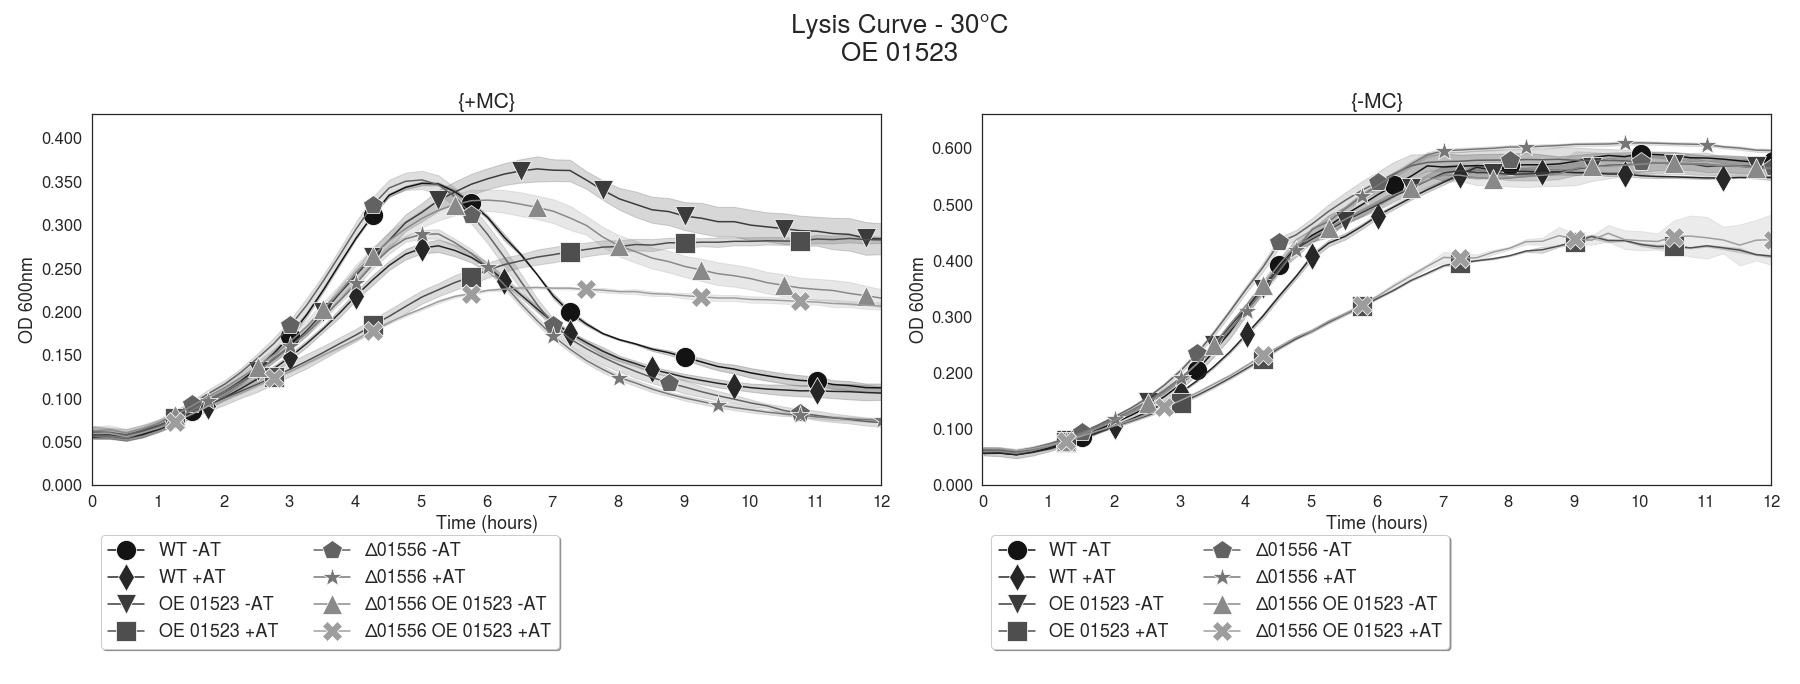 Lysis Curve - 30°C
OE 01523
{+MC}
OD 600nm
0.400
0.350
0.300
0.250
0.200
0.150
0.100
0.050
0.000
0 1 2 3 4 5 6 7 8 9 10 11 12
Time (hours)
WT -AT
WT +AT
OE 01523 -AT
OE 01523 +AT
Δ01556 -AT
Δ01556 +AT
Δ01556 OE 01523 -AT
Δ01556 OE 01523 +AT
{-MC}
OD 600nm
0.600
0.500
0.400
0.300
0.200
0.100
0.000
0 1 2 3 4 5 6 7 8 9 10 11 12
Time (hours)
WT -AT
WT +AT
OE 01523 -AT
OE 01523 +AT
Δ01556 -AT
Δ01556 +AT
Δ01556 OE 01523 -AT
Δ01556 OE 01523 +AT